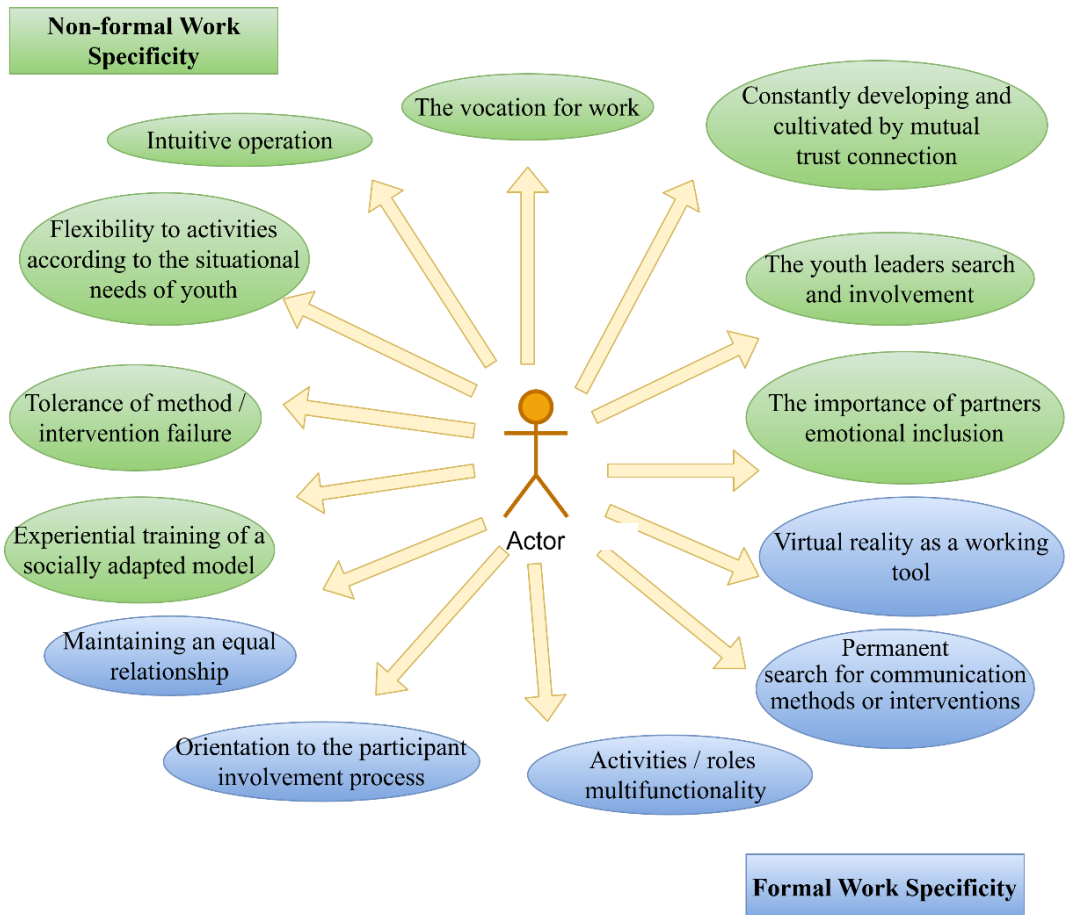 Non-formal Work
Specificity
The vocation for work
Constantly developing and
cultivated by mutual
trust connection
Intuitive operation
Flexibility to activities
according to the situational
needs of youth
The youth leaders search
and involvement
Tolerance of method /
intervention failure
The importance of partners
emotional inclusion
Experiential training of a
socially adapted model
Actor
Virtual reality as a working
tool
Maintaining an equal
relationship
Permanent
search for communication
methods or interventions
Orientation to the participant
involvement process
Activities / roles
multifunctionality
Formal Work Specificity